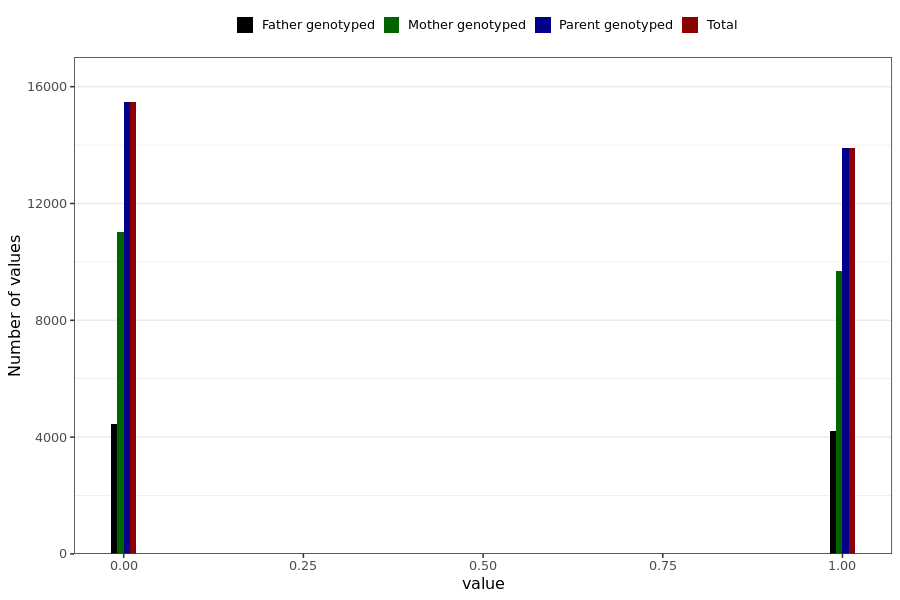 Father genotyped Mother genotyped Parent genotyped Total
16000
12000
8000
4000
0
Number of values
0.00 0.25 0.50 0.75 1.00
value